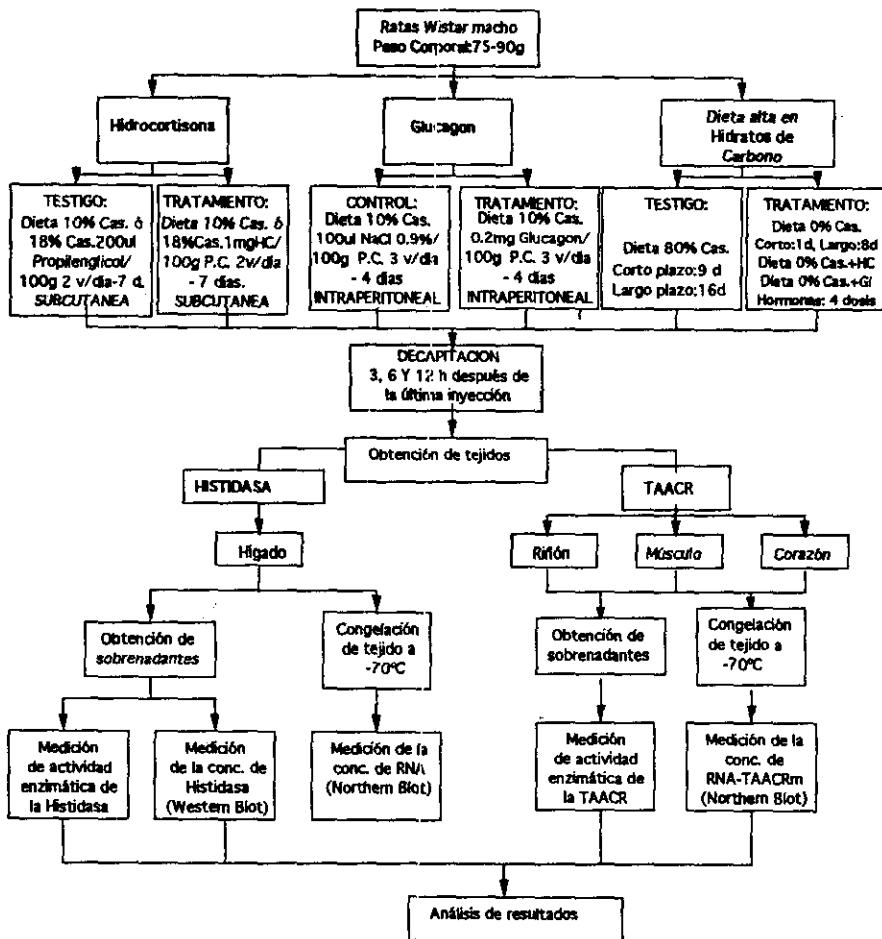 Ratas Wistar macho
Peso Corporal:75-90g
Hidrocortisona
Glucagon
Dieta alta en
Hidratos de
Carbono
TESTIGO:
Dieta 10% Cas. ó
18% Cas.200ul
Propilenglicol/
100g 2 v/dia-7 d.
SUBCUTANEA
TRATAMIENTO:
Dieta 10% Cas. ó
18%Cas.1mgHC/
100g P.C. 2v/dia
- 7 dias.
SUBCUTANEA
CONTROL:
Dieta 10% Cas.
100ul NaCl 0.9%/
100g P.C. 3 v/dia
- 4 dias
INTRAPERITONEAL
TRATAMIENTO:
Dieta 10% Cas.
0.2mg Glucagon/
100g P.C. 3 v/dia
- 4 dias
INTRAPERITONEAL
TESTIGO:
Dieta 80% Cas.
Corto plazo:9 d
Largo plazo:16d
TRATAMIENTO:
Dieta 0% Cas.
Corto:1d, Largo:8d
Dieta 0% Cas.+HC
Dieta 0% Cas.+Gl
Hormonas: 4 dosis
DECAPITACION
3, 6 Y 12 h después de
la última inyección
Obtención de tejidos
HISTIDASA
TAACR
Hígado
Riñón
Músculo
Corazón
Obtención de
sobrenadantes
Congelación
de tejido a
-70ºC
Obtención de
sobrenadantes
Congelación
de tejido a
-70ºC
Medición
de actividad
enzimática de
la Histidasa
Medición
de la conc. de
Histidasa
(Western Blot)
Medición de la
conc. de RNA
(Northern Blot)
Medición
de actividad
enzimática de
la TAACR
Medición de la
conc. de
RNA-TAACRm
(Northern Blot)
Análisis de resultados